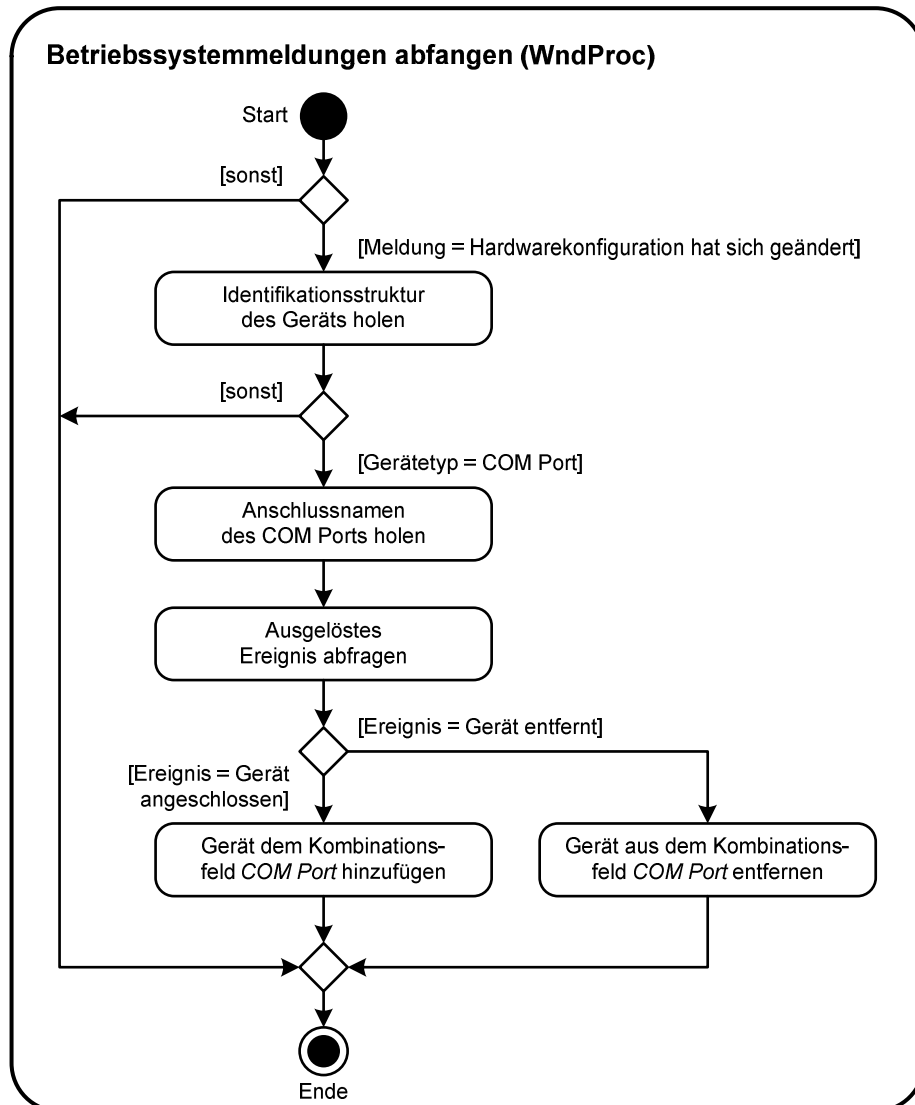 Betriebssystemmeldungen abfangen (WndProc)
Start
[sonst]
[Meldung = Hardwarekonfiguration hat sich geändert]
Identifikationsstruktur
des Geräts holen
[sonst]
[Gerätetyp = COM Port]
Anschlussnamen
des COM Ports holen
Ausgelöstes
Ereignis abfragen
[Ereignis = Gerät entfernt]
[Ereignis = Gerät
angeschlossen]
Gerät dem Kombinations-
feld COM Port hinzufügen
Gerät aus dem Kombinations-
feld COM Port entfernen
Ende